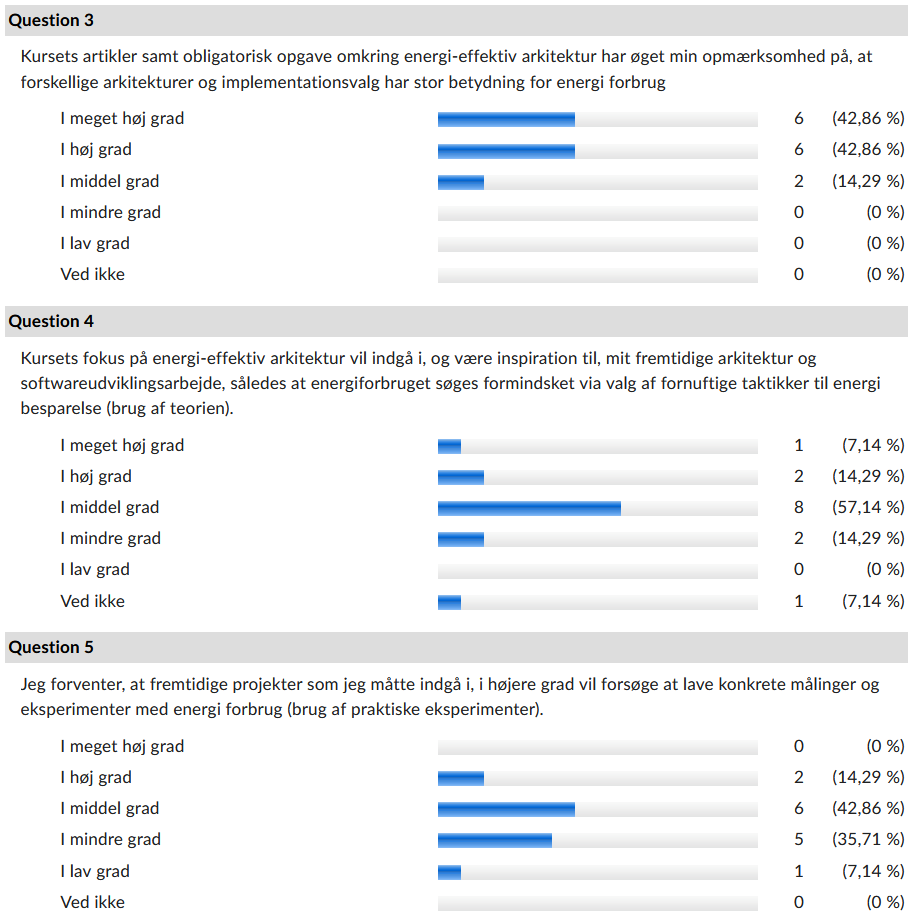 Question 3
Kursets artikler samt obligatorisk opgave omkring energi-effektiv arkitektur har øget min opmærksomhed på, at
forskellige arkitekturer og implementationsvalg har stor betydning for energi forbrug
I meget høj grad 6 (42,86 %)
I høj grad 6 (42,86 %)
I middel grad 2 (14,29 %)
I mindre grad 0 (0 %)
I lav grad 0 (0 %)
Ved ikke 0 (0 %)
Question 4
Kursets fokus på energi-effektiv arkitektur vil indgå i, og være inspiration til, mit fremtidige arkitektur og
softwareudviklingsarbejde, således at energiforbruget søges formindsket via valg af fornuftige taktikker til energi
besparelse (brug af teorien).
I meget høj grad 1 (7,14 %)
I høj grad 2 (14,29 %)
I middel grad 8 (57,14 %)
I mindre grad 2 (14,29 %)
I lav grad 0 (0 %)
Ved ikke 1 (7,14 %)
Question 5
Jeg forventer, at fremtidige projekter som jeg måtte indgå i, i højere grad vil forsøge at lave konkrete målinger og
eksperimenter med energi forbrug (brug af praktiske eksperimenter).
I meget høj grad 0 (0 %)
I høj grad 2 (14,29 %)
I middel grad 6 (42,86 %)
I mindre grad 5 (35,71 %)
I lav grad 1 (7,14 %)
Ved ikke 0 (0 %)